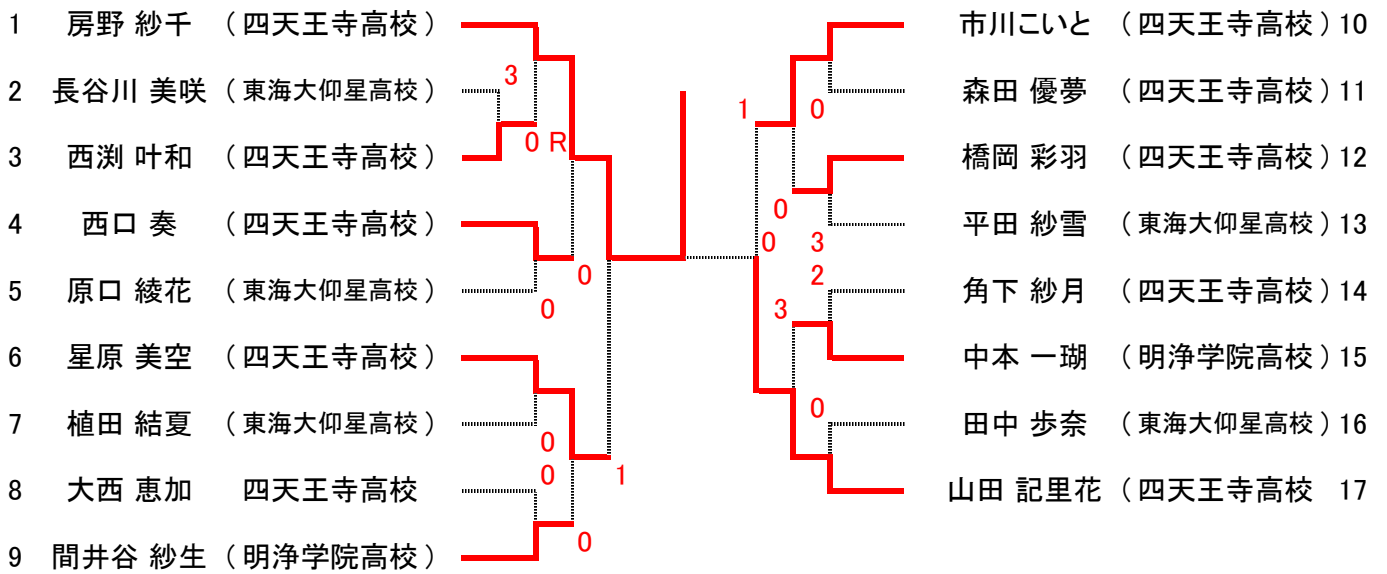 1 房野 紗千 (四天王寺高校)
2 長谷川 美咲 (東海大仰星高校)
3 西渕 叶和 (四天王寺高校)
4 西口 奏 (四天王寺高校)
5 原口 綾花 (東海大仰星高校)
6 星原 美空 (四天王寺高校)
7 植田 結夏 (東海大仰星高校)
8 大西 恵加 四天王寺高校
9 間井谷 紗生 (明浄学院高校)
3
0 R
0
0
0
0
1
0
市川こいと (四天王寺高校) 10
森田 優夢 (四天王寺高校) 11
橋岡 彩羽 (四天王寺高校) 12
平田 紗雪 (東海大仰星高校) 13
角下 紗月 (四天王寺高校) 14
中本 一瑚 (明浄学院高校) 15
田中 歩奈 (東海大仰星高校) 16
山田 記里花 (四天王寺高校 17
1
0
0
0
3
2
3
0